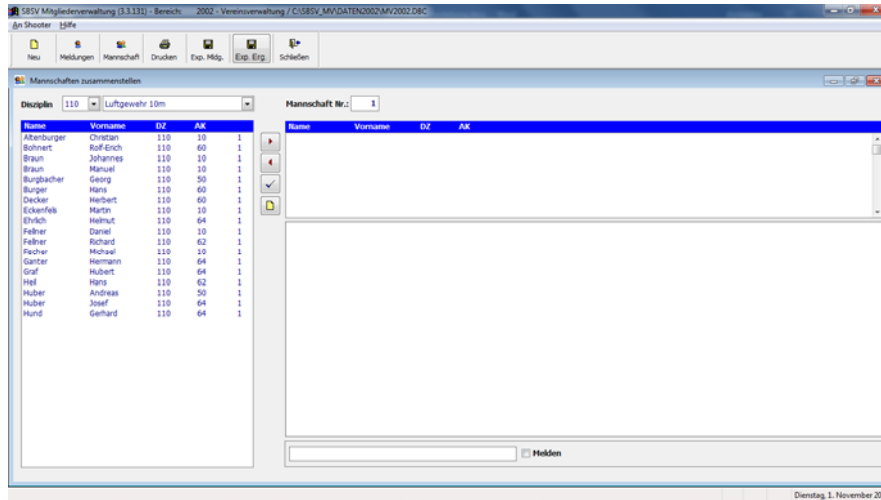 SBSV Mitgliederverwaltung (3.3.131) - Bereich: 2002 - Vereinsverwaltung / C:\SBSV_MV\DATEN2002\MV2002.DBC
An Shooter Hilfe
Neu Meldungen Mannschaft Drucken Exp. Mldg. Exp. Erg. Schließen
Mannschaften zusammenstellen
Disziplin 110 Luftgewehr 10m Mannschaft Nr.: 1
Name Vorname DZ AK Name Vorname DZ AK
Altenburger Christian 110 10 1
Bohnert Rolf-Erich 110 60 1
Braun Johannes 110 10 1
Braun Manuel 110 10 1
Burgbacher Georg 110 50 1
Burger Hans 110 60 1
Decker Herbert 110 60 1
Eckenfels Martin 110 10 1
Ehrlich Helmut 110 64 1
Fellner Daniel 110 10 1
Fellner Richard 110 62 1
Fischer Michael 110 10 1
Ganter Hermann 110 64 1
Graf Hubert 110 64 1
Heil Hans 110 62 1
Huber Andreas 110 50 1
Huber Josef 110 64 1
Hund Gerhard 110 64 1
Melden
Dienstag, 1. November 20